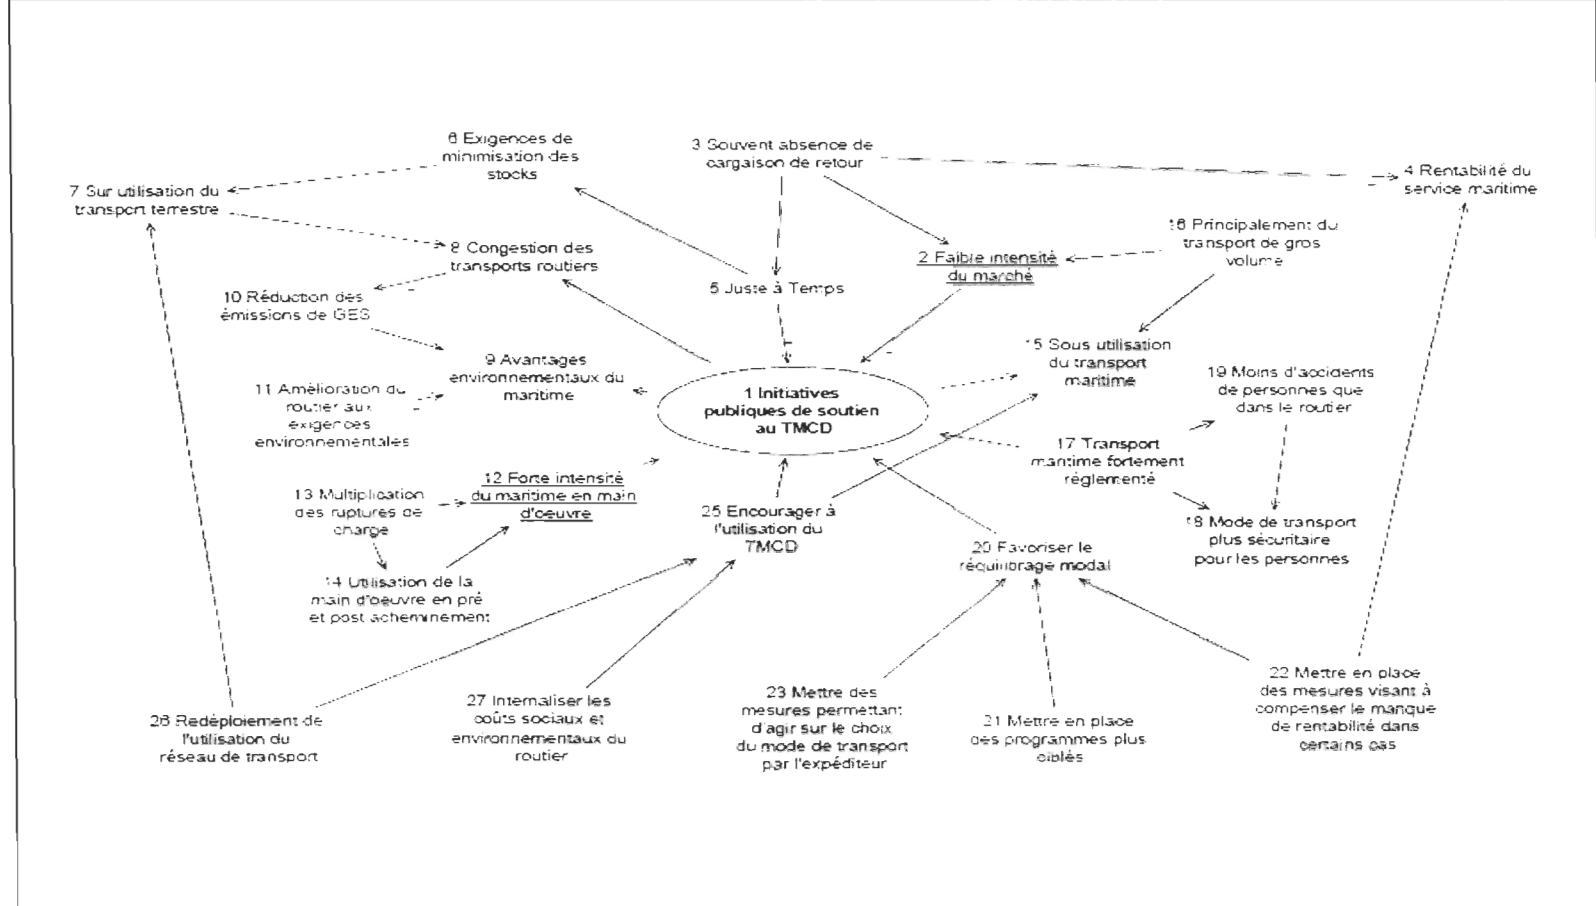 6 Exigences de
minimisation des
stocks
3 Souvent absence de
cargaison de retour
4 Rentabilité du
service maritime
7 Sur utilisation du
transport terrestre
16 Principalement du
transport de gros
volume
8 Congestion des
transports routiers
2 Faible intensité
du marché
5 Juste à Temps
10 Réduction des
émissions de GES
15 Sous utilisation
du transport
maritime
9 Avantages
environnementaux du
maritime
19 Moins d'accidents
de personnes que
dans le routier
11 Amélioration du
routier aux
exigences
environnementales
1 Initiatives
publiques de soutien
au TMCD
17 Transport
maritime fortement
réglementé
12 Forte intensité
du maritime en main
d'oeuvre
13 Multiplication
des ruptures de
charge
25 Encourager à
l'utilisation du
TMCD
18 Mode de transport
plus sécuritaire
pour les personnes
20 Favoriser le
réquilibrage modal
14 Utilisation de la
main d'oeuvre en pré
et post acheminement
22 Mettre en place
des mesures visant à
compenser le manque
de rentabilité dans
certains cas
26 Redéploiement de
l'utilisation du
réseau de transport
27 Internaliser les
coûts sociaux et
environnementaux du
routier
23 Mettre des
mesures permettant
d'agir sur le choix
du mode de transport
par l'expéditeur
21 Mettre en place
des programmes plus
ciblés